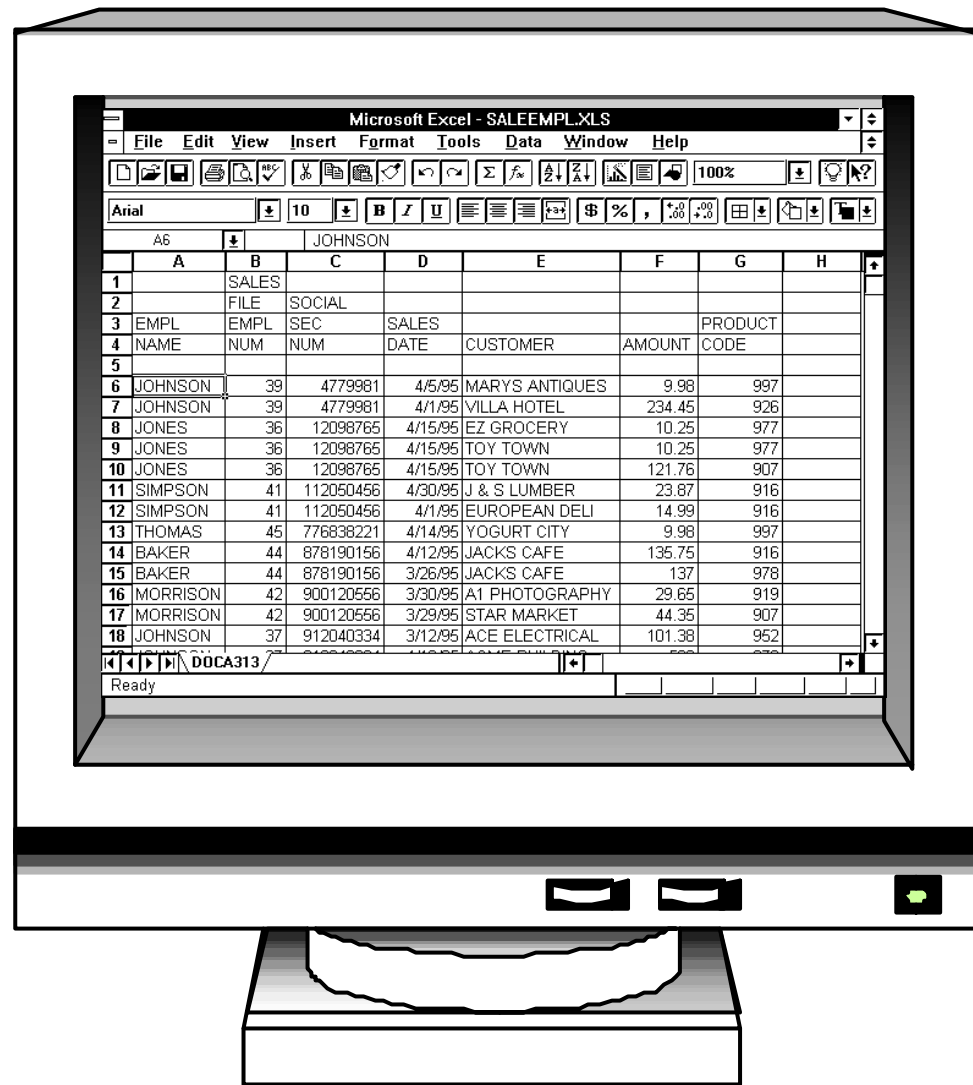 Microsoft Excel - SALEEMPL.XLS
File Edit View Insert Format Tools Data Window Help
100%
Arial 10 B I U $ % ,
A6 JOHNSON
A B C D E F G H
1 SALES
2 FILE SOCIAL
3 EMPL EMPL SEC SALES PRODUCT
4 NAME NUM NUM DATE CUSTOMER AMOUNT CODE
5
6 JOHNSON 39 4779981 4/5/95 MARYS ANTIQUES 9.98 997
7 JOHNSON 39 4779981 4/1/95 VILLA HOTEL 234.45 926
8 JONES 36 12098765 4/15/95 EZ GROCERY 10.25 977
9 JONES 36 12098765 4/15/95 TOY TOWN 10.25 977
10 JONES 36 12098765 4/15/95 TOY TOWN 121.76 907
11 SIMPSON 41 112050456 4/30/95 J & S LUMBER 23.87 916
12 SIMPSON 41 112050456 4/1/95 EUROPEAN DELI 14.99 916
13 THOMAS 45 776838221 4/14/95 YOGURT CITY 9.98 997
14 BAKER 44 878190156 4/12/95 JACKS CAFE 135.75 916
15 BAKER 44 878190156 3/26/95 JACKS CAFE 137 978
16 MORRISON 42 900120556 3/30/95 A1 PHOTOGRAPHY 29.65 919
17 MORRISON 42 900120556 3/29/95 STAR MARKET 44.35 907
18 JOHNSON 37 912040334 3/12/95 ACE ELECTRICAL 101.38 952
DOCA313
Ready